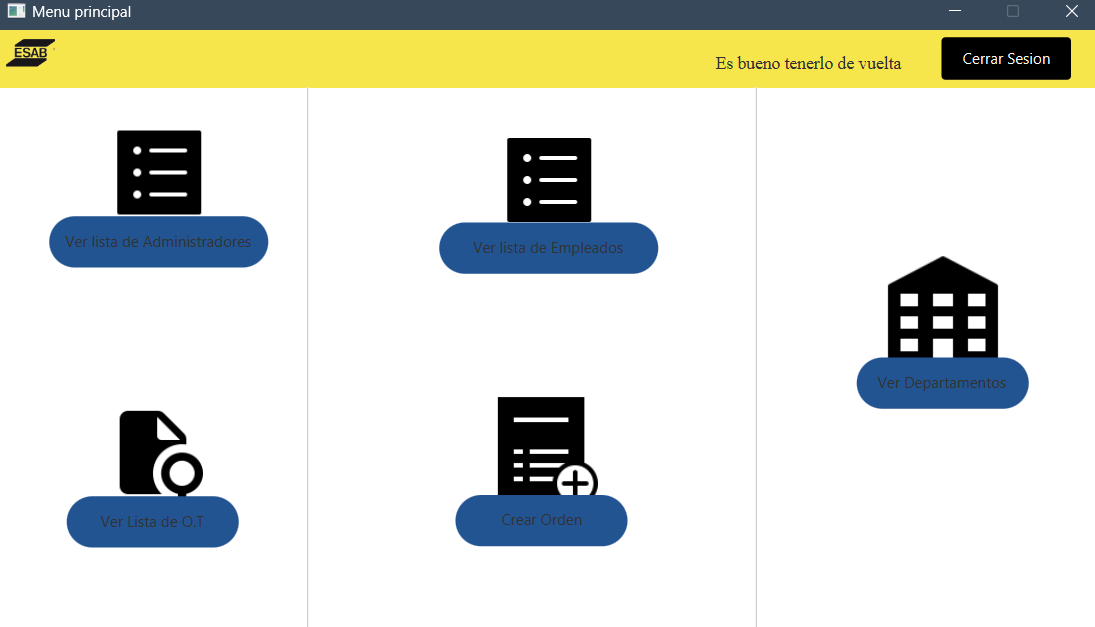 Menu principal
ESAB
Es bueno tenerlo de vuelta
Cerrar Sesion
Ver lista de Administradores
Ver lista de Empleados
Ver Departamentos
Ver Lista de O.T
Crear Orden